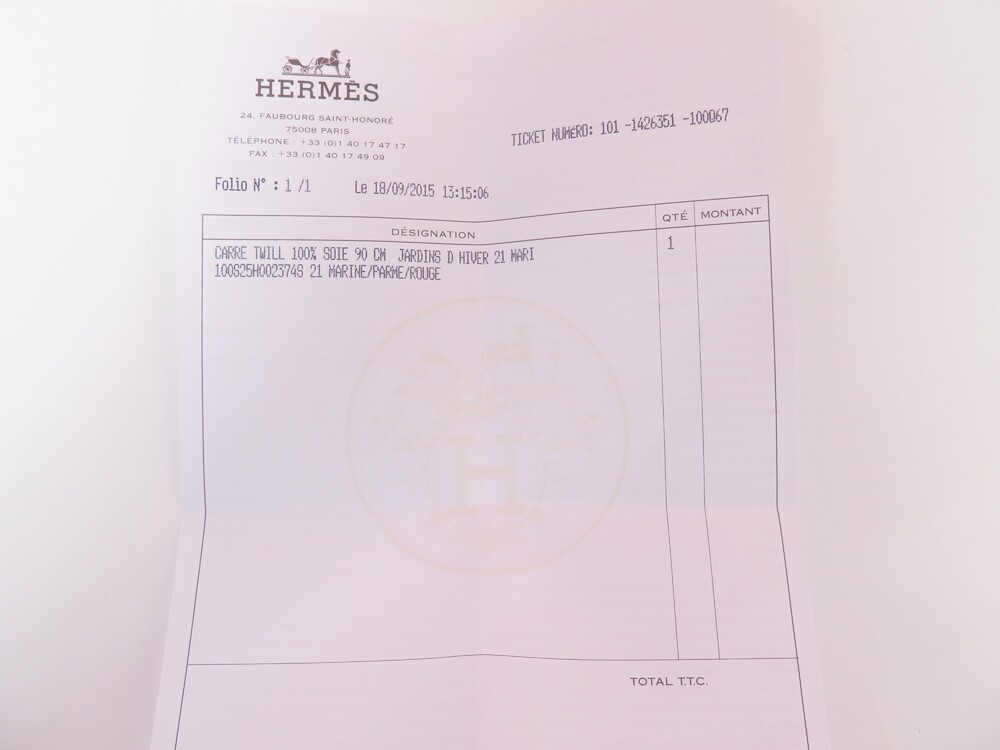 HERMÈS
24, FAUBOURG SAINT-HONORÉ
75008 PARIS
TÉLÉPHONE : +33 (0)1 40 17 47 17
FAX : +33 (0)1 40 17 49 09
TICKET NUMÉRO: 101 -1426351 -100067
Folio N° : 1 /1 Le 18/09/2015 13:15:06
DÉSIGNATION QTÉ MONTANT
CARRE TWILL 100% SOIE 90 CM JARDINS D HIVER 21 MARI 1
100S25H002374S 21 MARINE/PARME/ROUGE
H
TOTAL T.T.C.